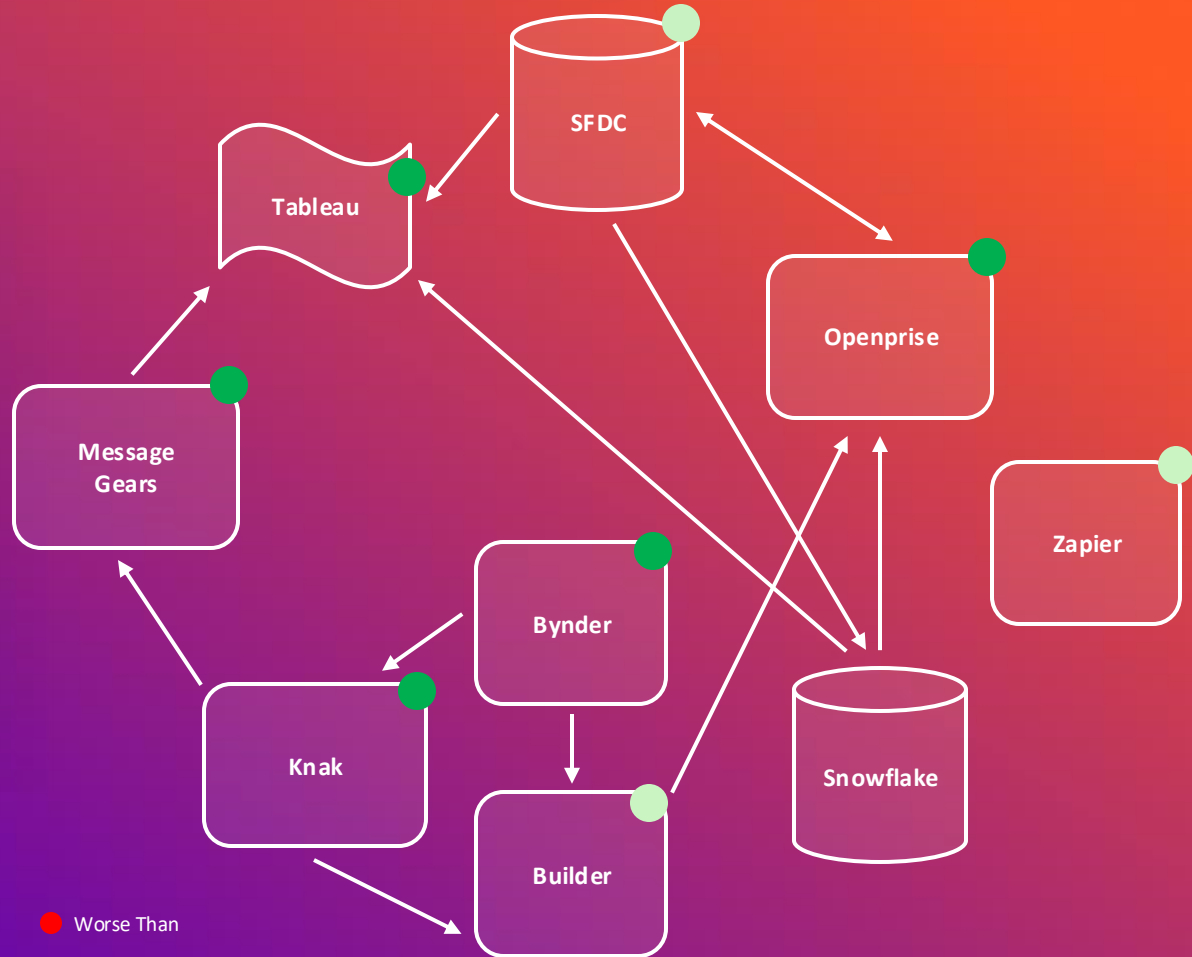 SFDC
Tableau
Openprise
Message
Gears
Zapier
Bynder
Knak
Snowflake
Builder
Worse Than